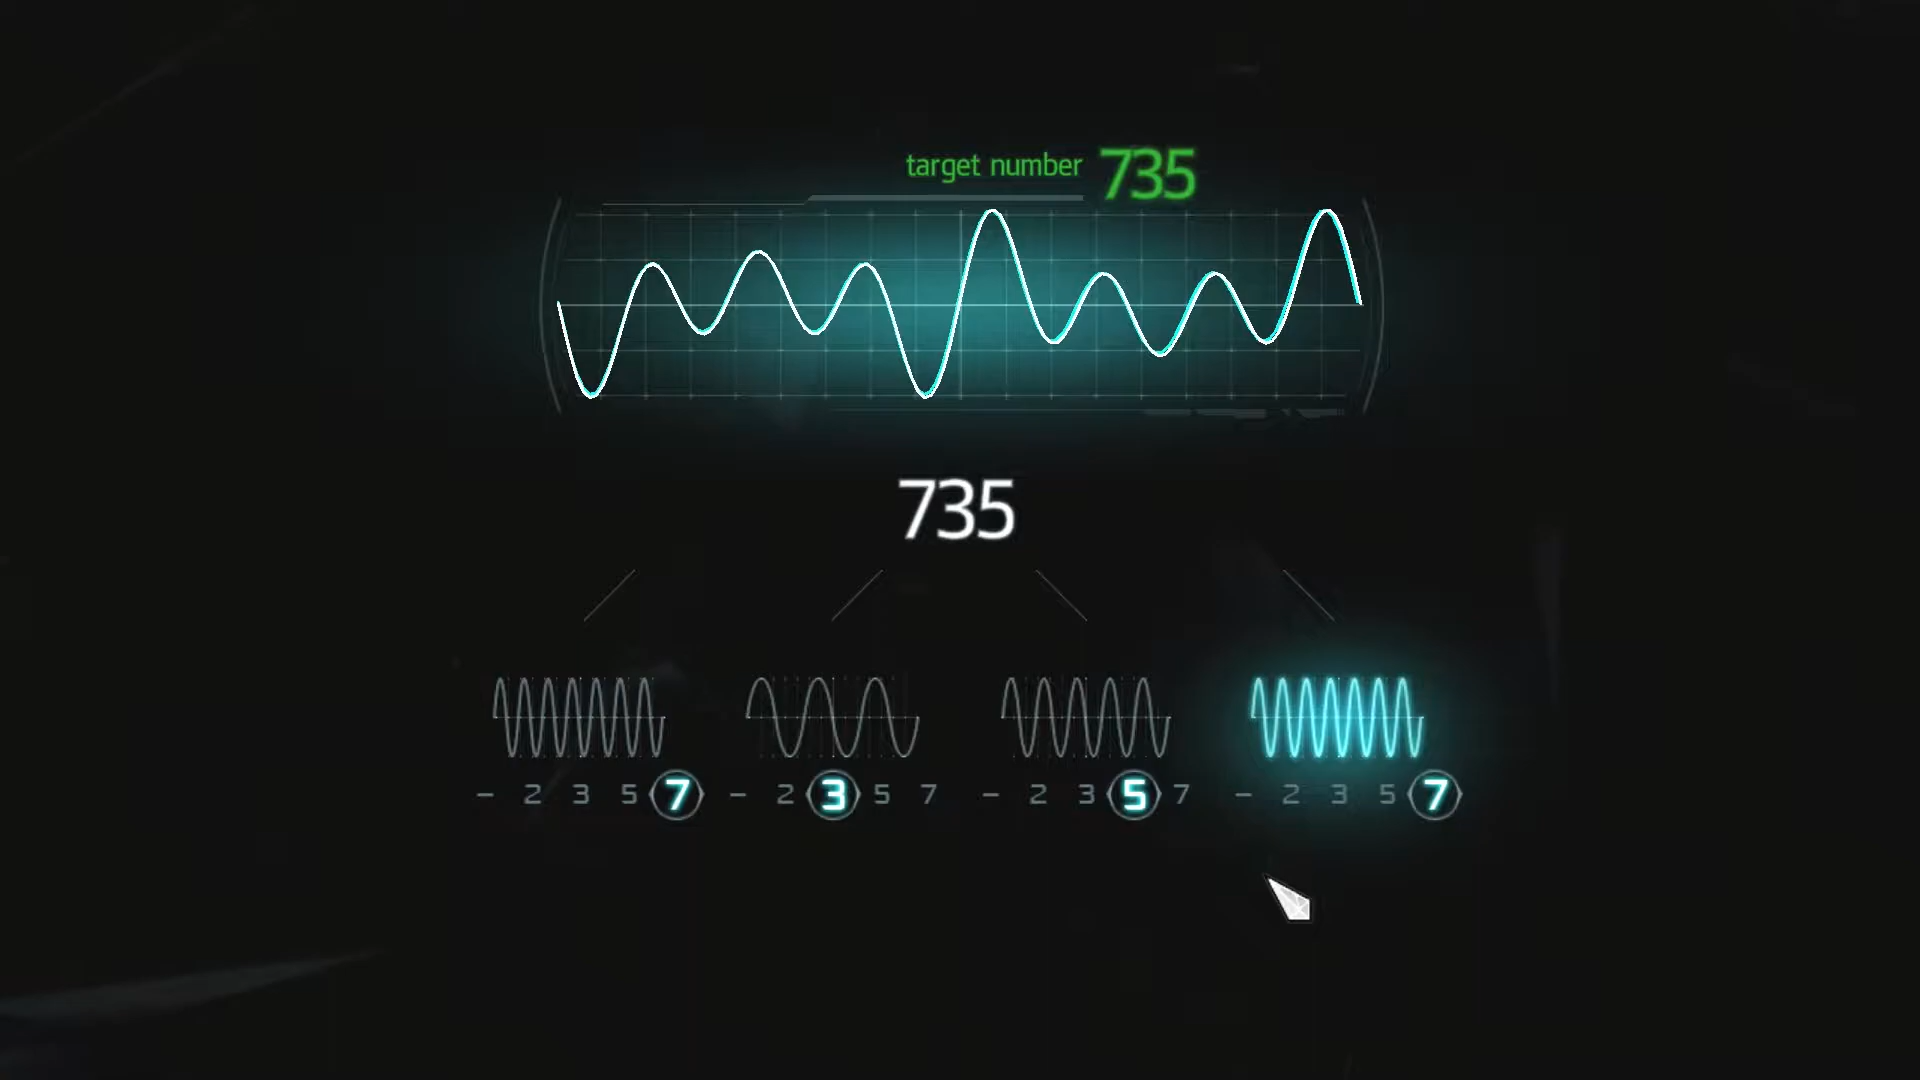 target number 735
735
– 2 3 5 7 – 2 3 5 7 – 2 3 5 7 – 2 3 5 7